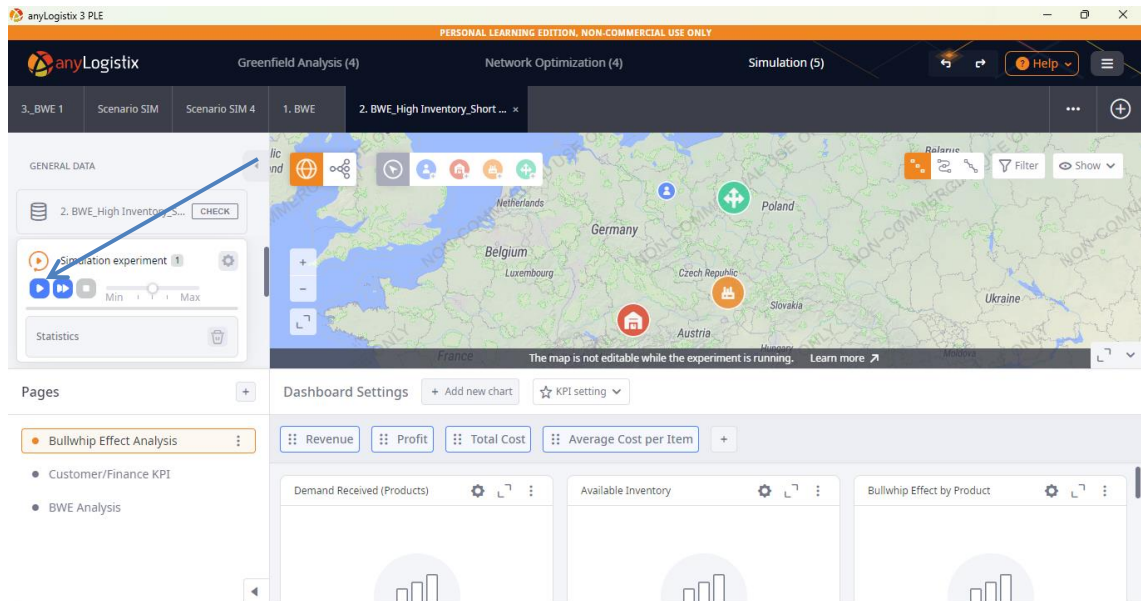 anyLogistix 3 PLE
PERSONAL LEARNING EDITION, NON-COMMERCIAL USE ONLY
anyLogistix
Greenfield Analysis (4)
Network Optimization (4)
Simulation (5)
Help
3._BWE 1
Scenario SIM
Scenario SIM 4
1. BWE
2. BWE_High Inventory_Short ...
GENERAL DATA
Belarus
Filter
Show
2. BWE_High Inventory_S...
CHECK
Netherlands
Poland
Germany
Belgium
Simulation experiment 1
Luxembourg
Czech Republic
Min
Max
Slovakia
Ukraine
Statistics
Austria
France
The map is not editable while the experiment is running. Learn more
Hungary
Moldova
Pages
Dashboard Settings
+ Add new chart
KPI setting
Bullwhip Effect Analysis
Revenue
Profit
Total Cost
Average Cost per Item
+
Customer/Finance KPI
BWE Analysis
Demand Received (Products)
Available Inventory
Bullwhip Effect by Product